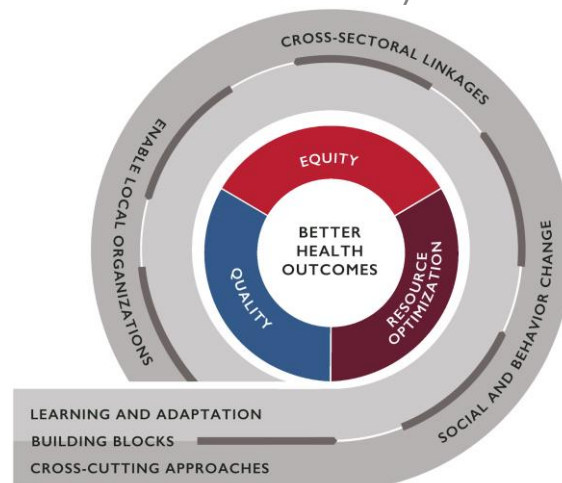 CROSS-SECTORAL LINKAGES
ENABLE LOCAL ORGANIZATIONS
EQUITY
BETTER
HEALTH
OUTCOMES
QUALITY
RESOURCE
OPTIMIZATION
SOCIAL AND BEHAVIOR CHANGE
LEARNING AND ADAPTATION
BUILDING BLOCKS
CROSS-CUTTING APPROACHES